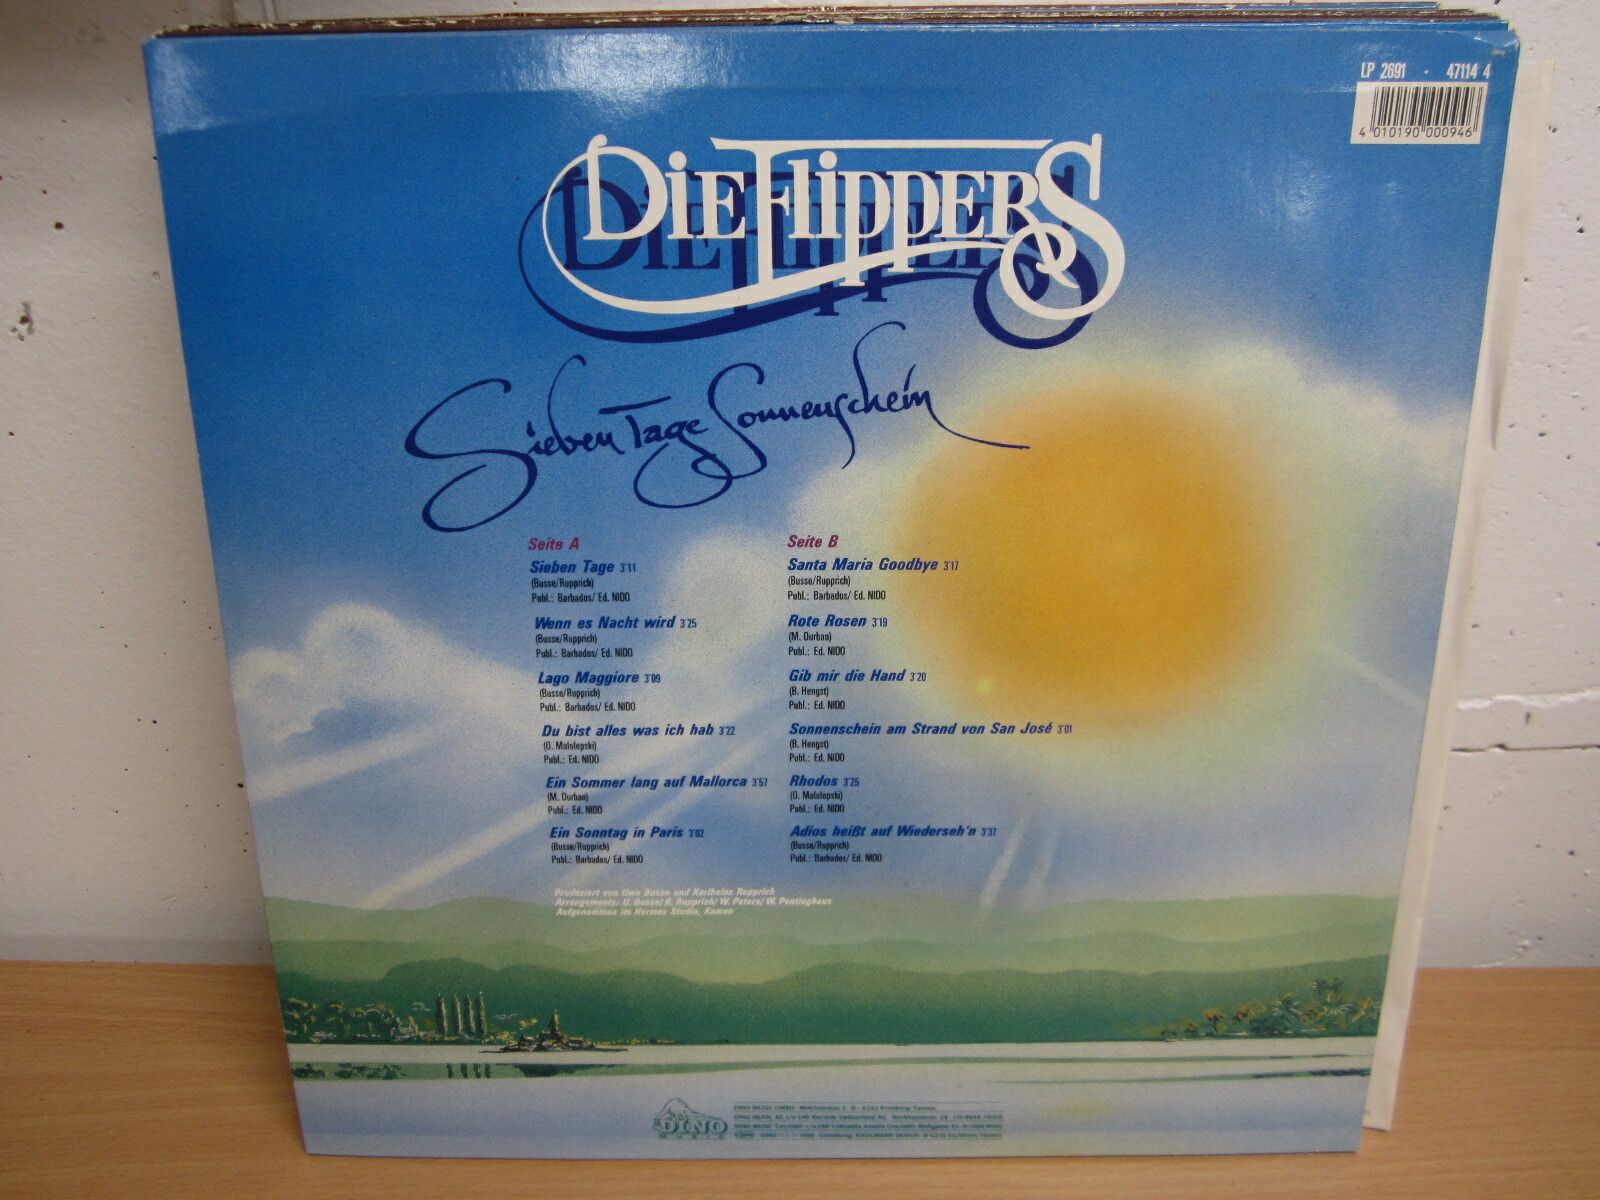 LP 2691 · 47114 4
4 010190 000946
Die Flippers
Sieben Tage Sonnenschein
Seite A
Sieben Tage 3'11
(Busse/Rupprich)
Publ.: Barbados/ Ed. NIDO
Wenn es Nacht wird 3'25
(Busse/Rupprich)
Publ.: Barbados/ Ed. NIDO
Lago Maggiore 3'09
(Busse/Rupprich)
Publ.: Barbados/ Ed. NIDO
Du bist alles was ich hab 3'22
(O. Malolepski)
Publ.: Ed. NIDO
Ein Sommer lang auf Mallorca 3'57
(M. Durban)
Publ.: Ed. NIDO
Ein Sonntag in Paris 3'02
(Busse/Rupprich)
Publ.: Barbados/ Ed. NIDO
Seite B
Santa Maria Goodbye 3'17
(Busse/Rupprich)
Publ.: Barbados/ Ed. NIDO
Rote Rosen 3'19
(M. Durban)
Publ.: Ed. NIDO
Gib mir die Hand 3'20
(B. Hengst)
Publ.: Ed. NIDO
Sonnenschein am Strand von San José 3'01
(B. Hengst)
Publ.: Ed. NIDO
Rhodos 3'25
(O. Malolepski)
Publ.: Ed. NIDO
Adios heißt auf Wiederseh'n 3'37
(Busse/Rupprich)
Publ.: Barbados/ Ed. NIDO
Produziert von Uwe Busse und Karlheinz Rupprich
Arrangements: U. Busse/ K. Rupprich/ W. Peters/ W. Pentinghaus
Aufgenommen im Hermes Studio, Kamen
DINO
MUSIC